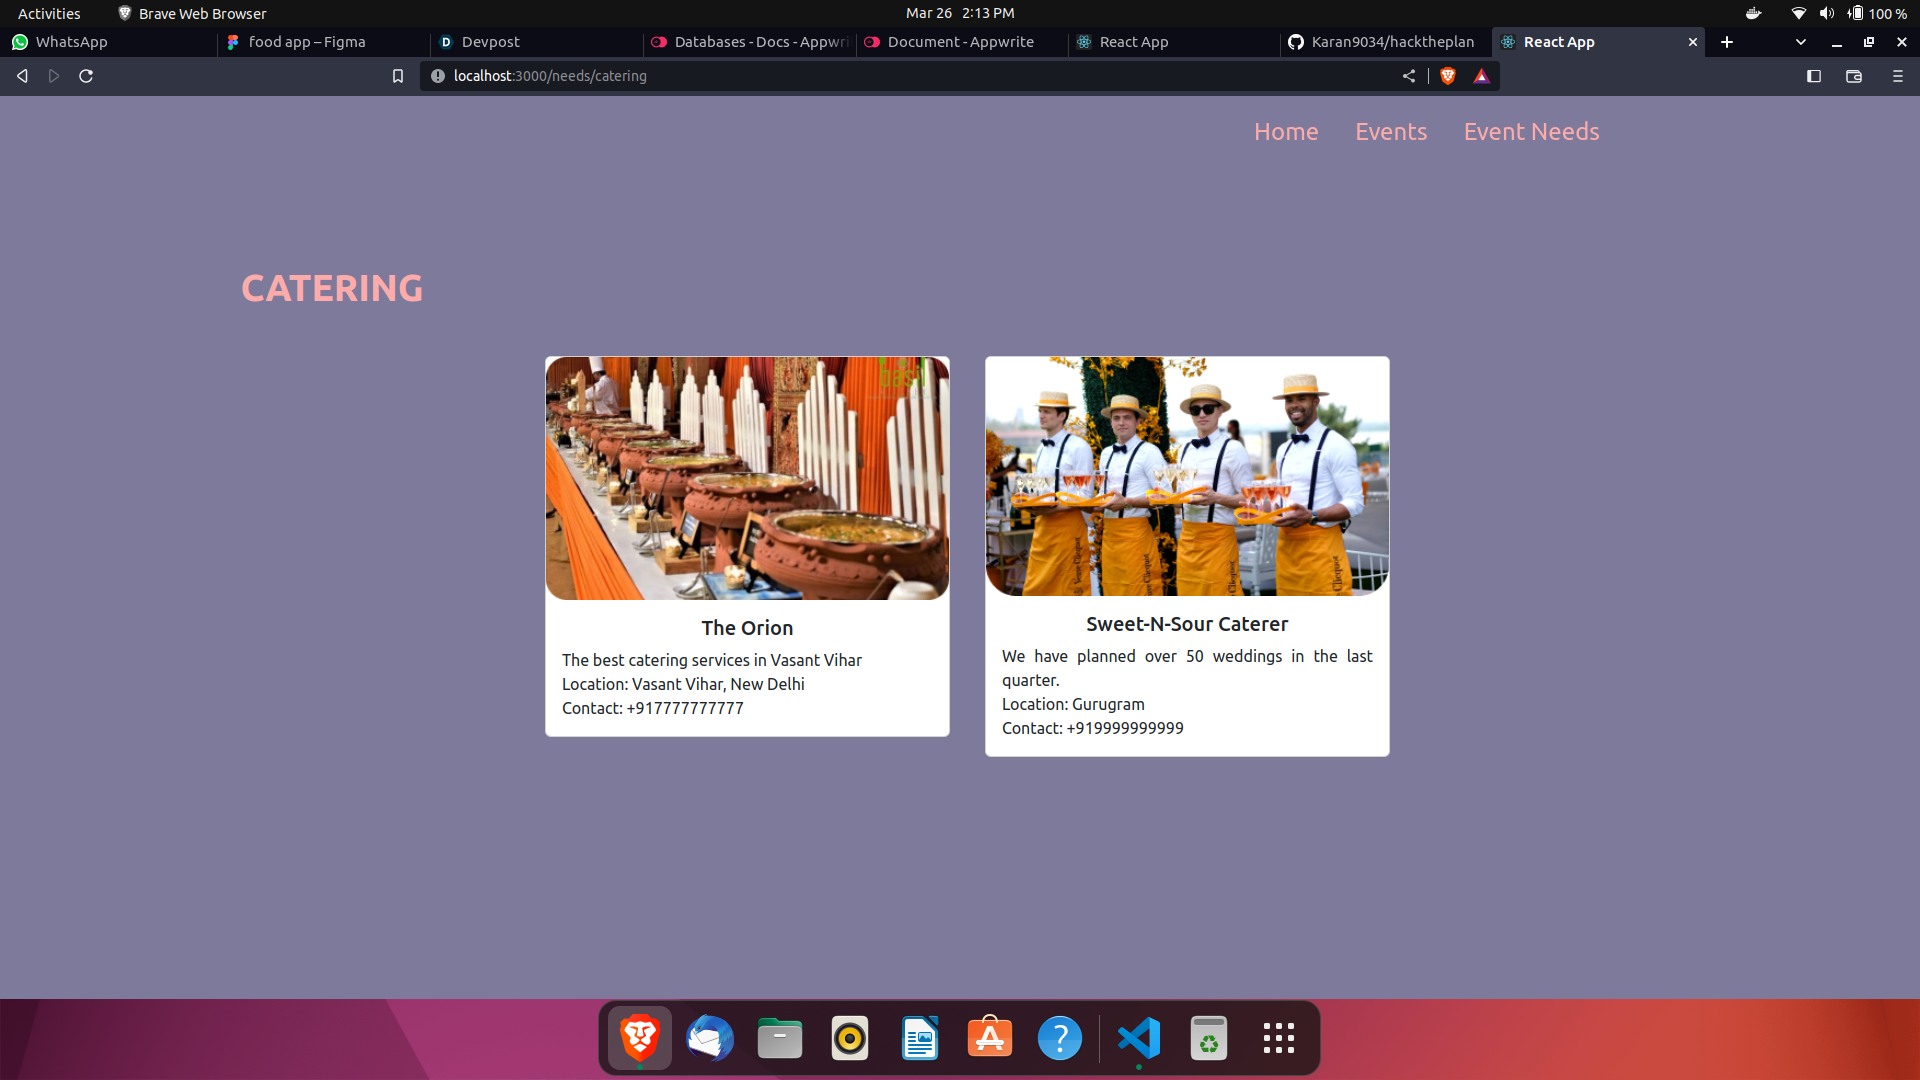 Activities
Brave Web Browser
Mar 26 2:13 PM
100 %
WhatsApp
food app – Figma
Devpost
Databases - Docs - Appwri
Document - Appwrite
React App
Karan9034/hacktheplan
React App
localhost:3000/needs/catering
Home
Events
Event Needs
CATERING
basil
The Orion
The best catering services in Vasant Vihar
Location: Vasant Vihar, New Delhi
Contact: +917777777777
Sweet-N-Sour Caterer
We have planned over 50 weddings in the last
quarter.
Location: Gurugram
Contact: +919999999999